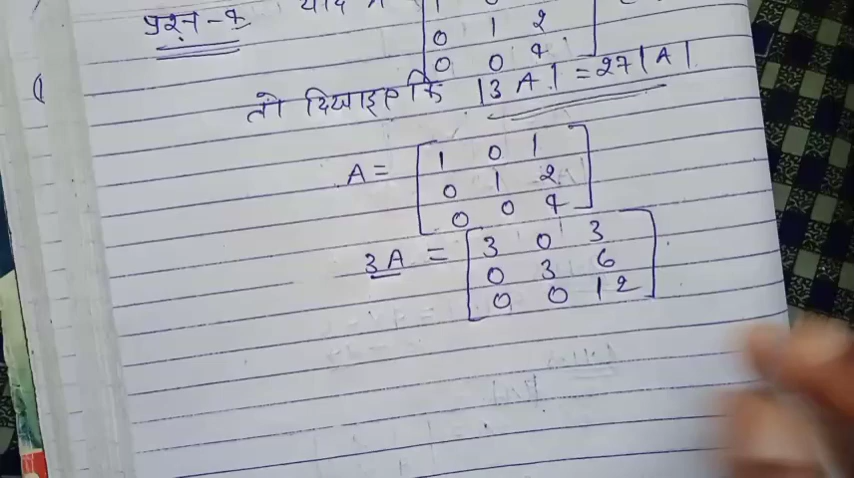 प्रश्न-4 यदि
0 1 2
0 0 4
तो दिखाइए कि |3A| = 27|A|
A = [1 0 1
0 1 2
0 0 4]
3A = [3 0 3
0 3 6
0 0 12]